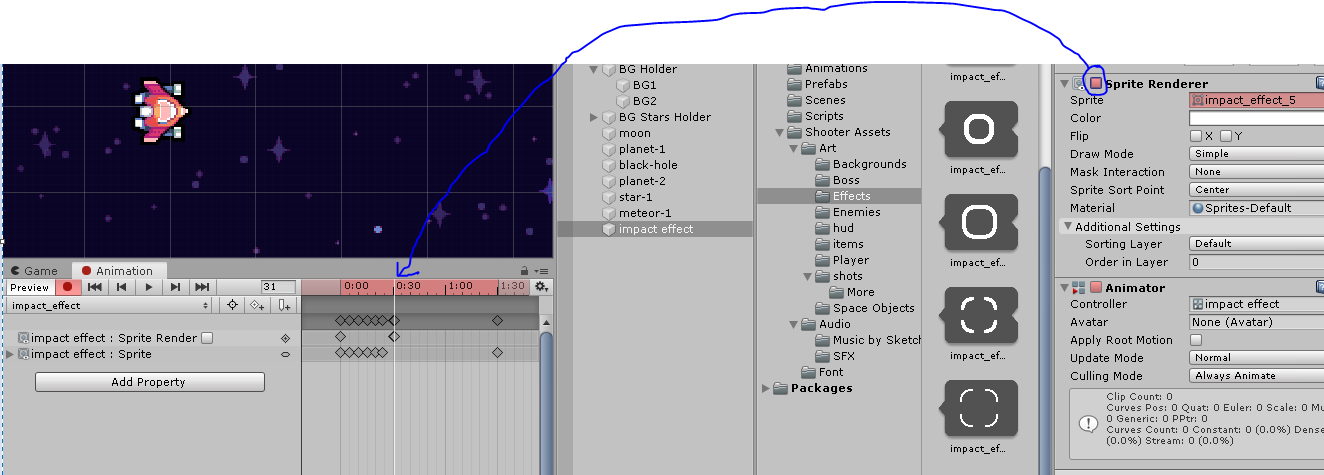 BG Holder
BG1
BG2
BG Stars Holder
moon
planet-1
black-hole
planet-2
star-1
meteor-1
impact effect
Animations
Prefabs
Scenes
Scripts
Shooter Assets
Art
Backgrounds
Boss
Effects
Enemies
hud
items
Player
shots
More
Space Objects
Audio
Music by Sketch
SFX
Font
Packages
impact_ef...
impact_ef...
impact_ef...
impact_ef...
impact_ef...
Sprite Renderer
Sprite impact_effect_5
Color
Flip X Y
Draw Mode Simple
Mask Interaction None
Sprite Sort Point Center
Material Sprites-Default
Additional Settings
Sorting Layer Default
Order in Layer 0
Animator
Controller impact effect
Avatar None (Avatar)
Apply Root Motion
Update Mode Normal
Culling Mode Always Animate
Clip Count: 0
Curves Pos: 0 Quat: 0 Euler: 0 Scale: 0 Mu
0 Generic: 0 PPtr: 0
Curves Count: 0 Constant: 0 (0.0%) Dense
(0.0%) Stream: 0 (0.0%)
Game Animation
Preview 31 0:00 0:30 1:00 1:30
impact_effect
impact effect : Sprite Render
impact effect : Sprite
Add Property